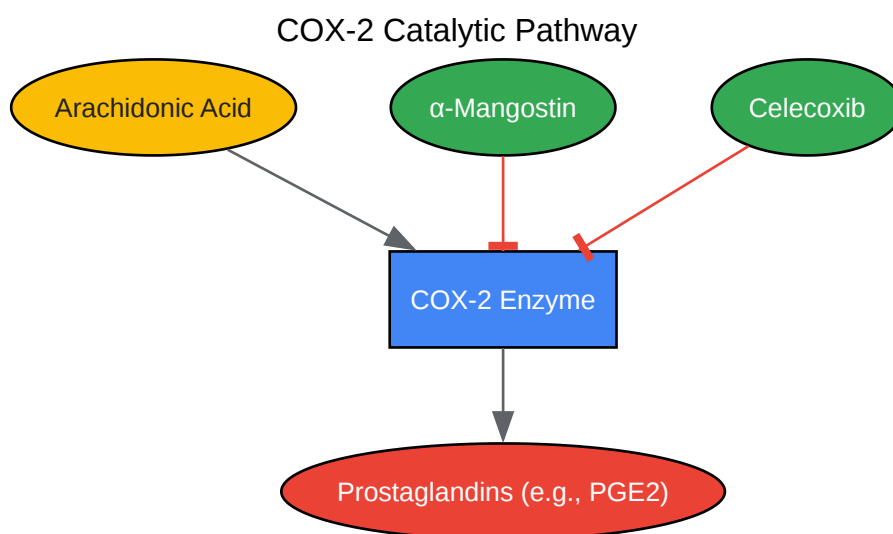 COX-2 Catalytic Pathway
Arachidonic Acid
α-Mangostin
Celecoxib
COX-2 Enzyme
Prostaglandins (e.g., PGE2)